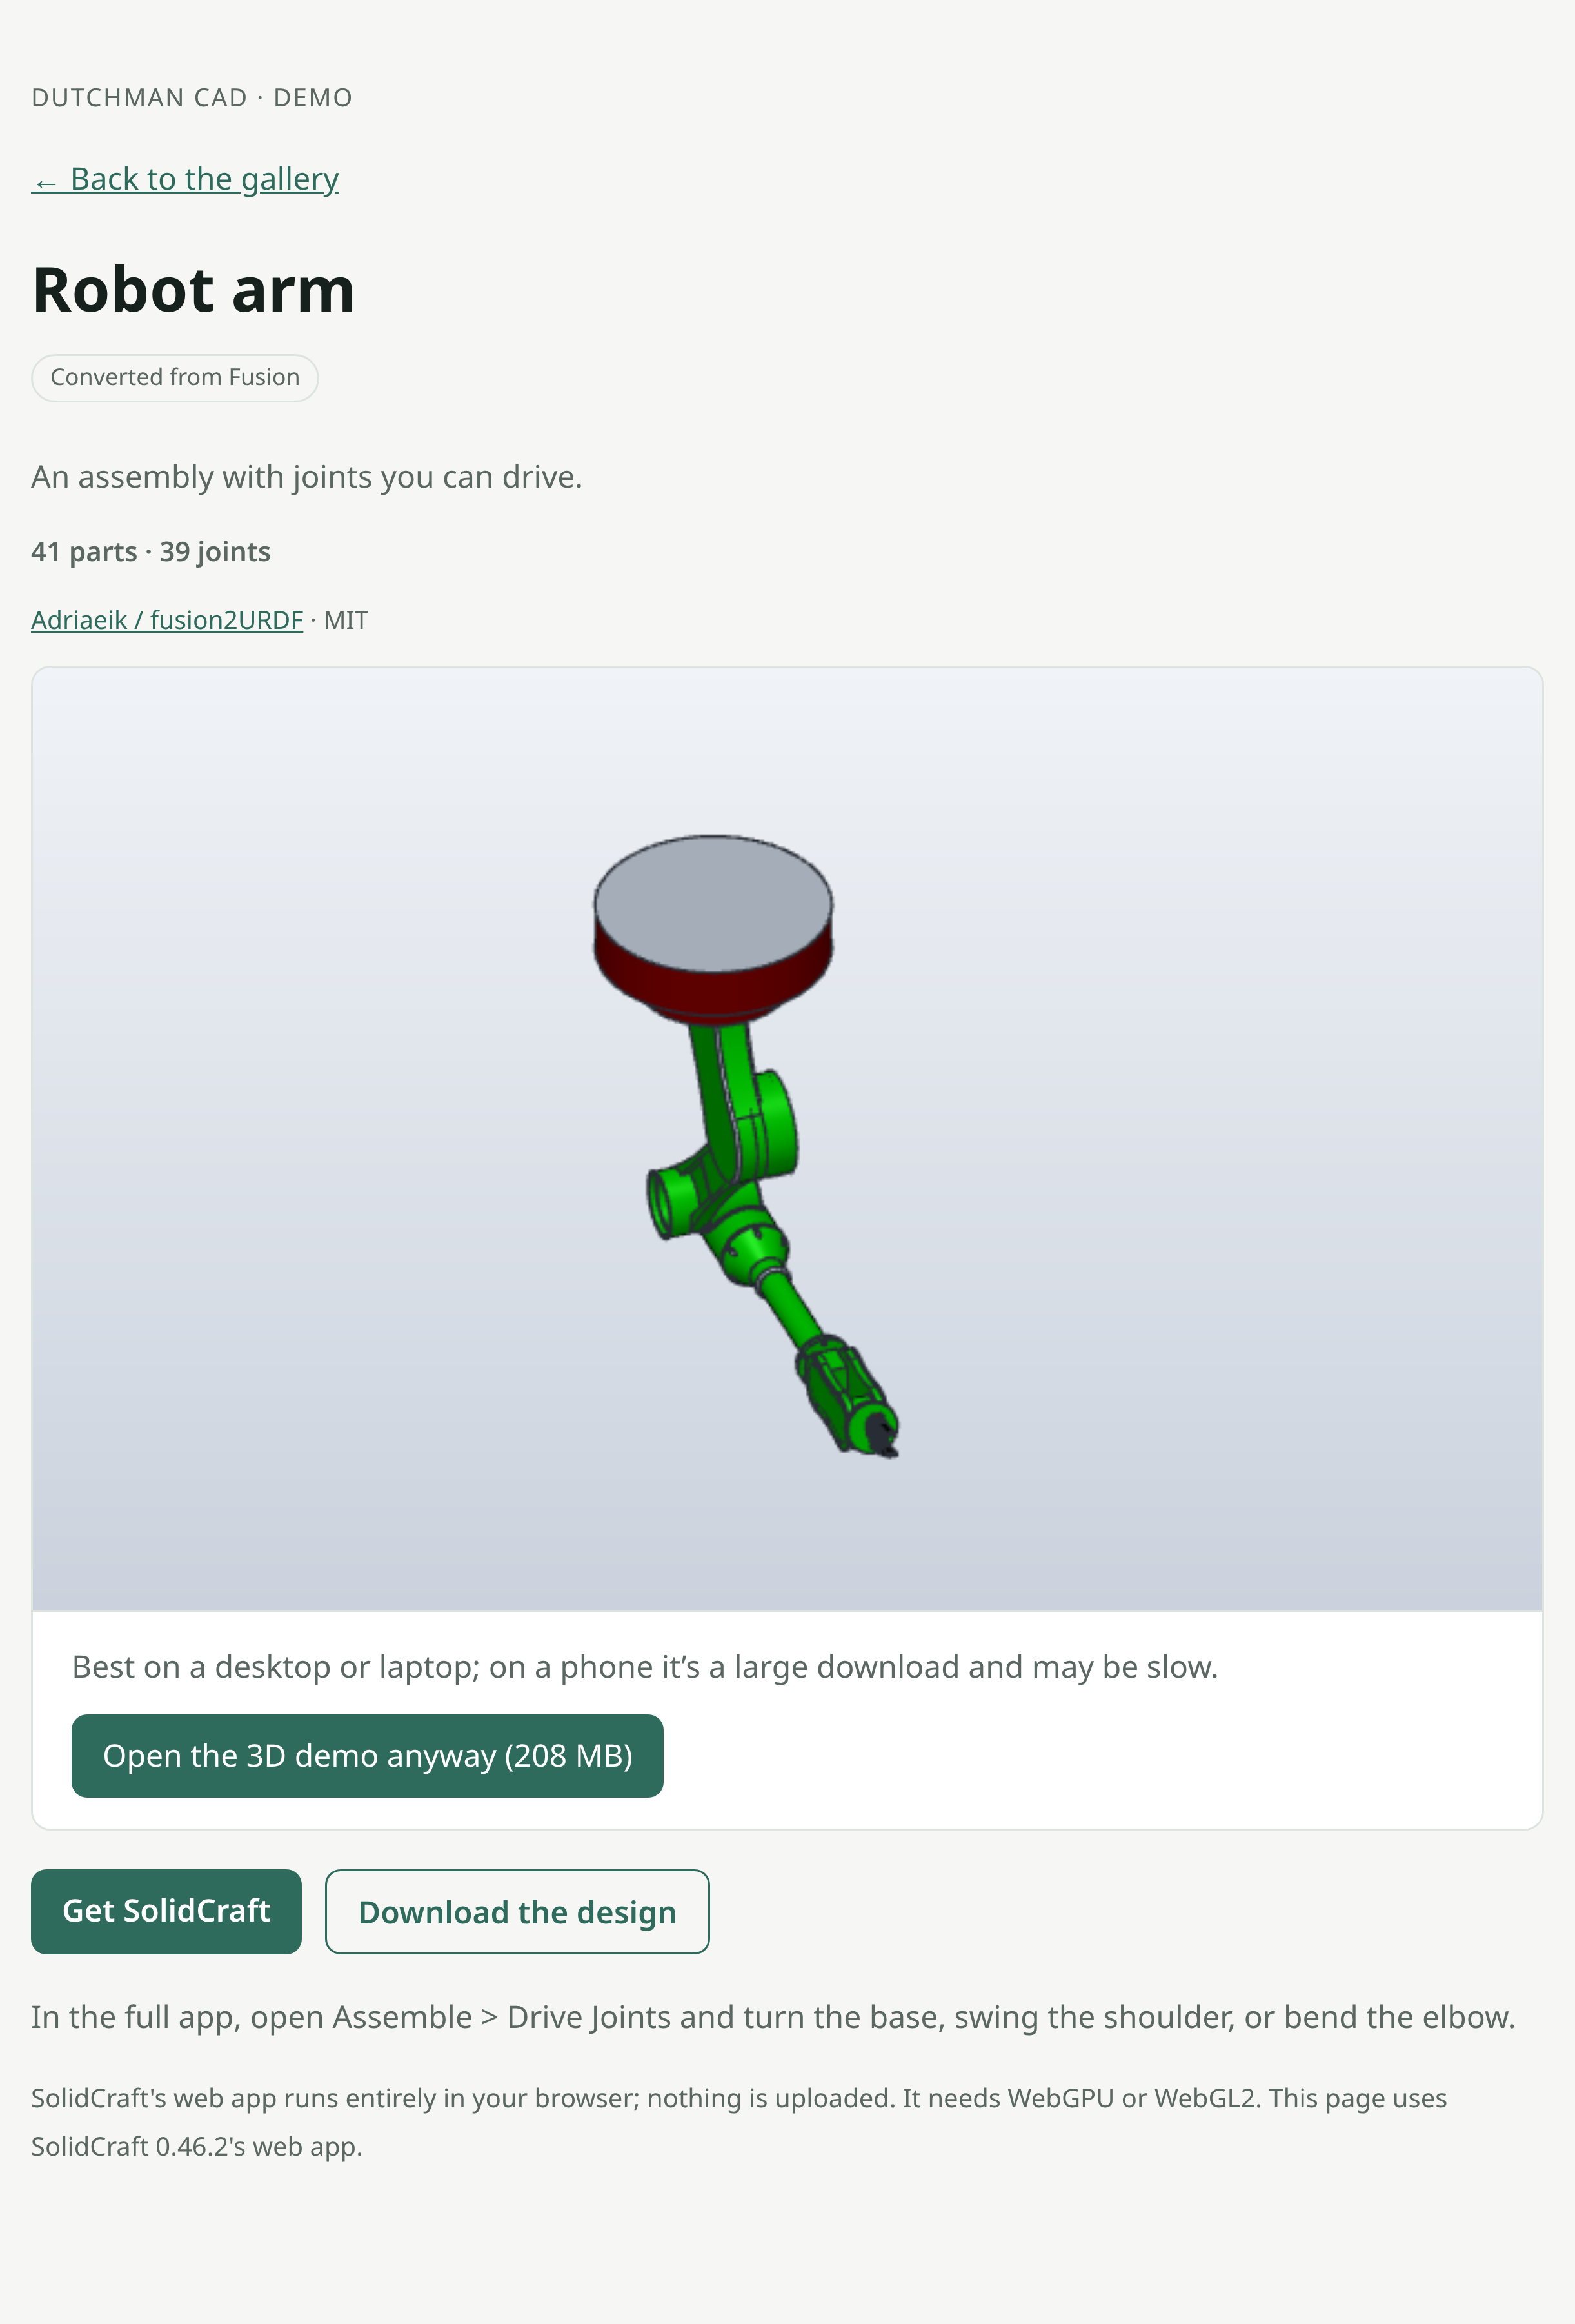 DUTCHMAN CAD · DEMO
← Back to the gallery
Robot arm
Converted from Fusion
An assembly with joints you can drive.
41 parts · 39 joints
Adriaeik / fusion2URDF · MIT
Best on a desktop or laptop; on a phone it’s a large download and may be slow.
Open the 3D demo anyway (208 MB)
Get SolidCraft
Download the design
In the full app, open Assemble > Drive Joints and turn the base, swing the shoulder, or bend the elbow.
SolidCraft's web app runs entirely in your browser; nothing is uploaded. It needs WebGPU or WebGL2. This page uses
SolidCraft 0.46.2's web app.